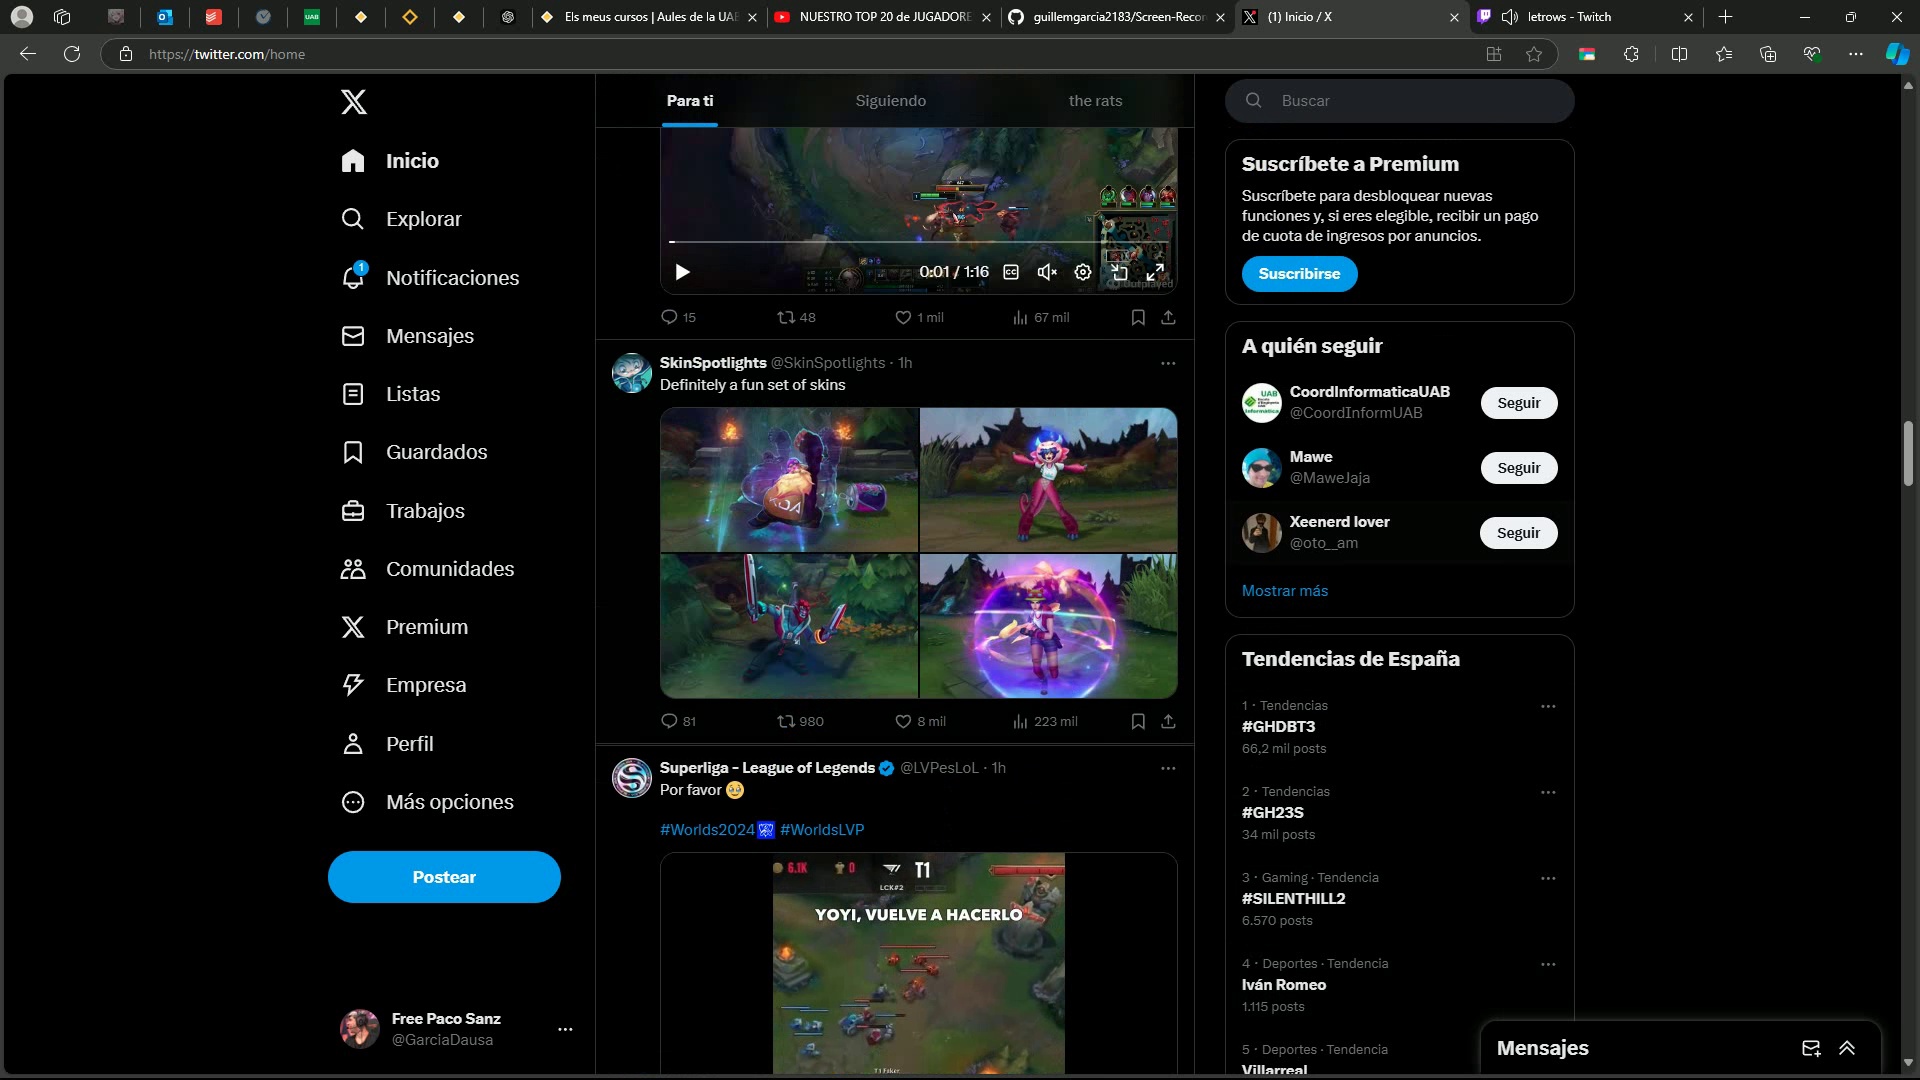 Els meus cursos | Aules de la UAB
NUESTRO TOP 20 de JUGADORE
guillemgarcia2183/Screen-Recor
(1) Inicio / X
letrows - Twitch
https://twitter.com/home
Inicio
Explorar
1
Notificaciones
Mensajes
Listas
Guardados
Trabajos
Comunidades
Premium
Empresa
Perfil
Más opciones
Postear
Free Paco Sanz
@GarciaDausa
Para ti
Siguiendo
the rats
0:01 / 1:16
15
48
1 mil
67 mil
SkinSpotlights @SkinSpotlights · 1h
Definitely a fun set of skins
81
980
8 mil
223 mil
Superliga - League of Legends @LVPesLoL · 1h
Por favor 🥹
#Worlds2024 #WorldsLVP
6.1K
0
T1
LCK#2
YOYI, VUELVE A HACERLO
T1 Faker
Buscar
Suscríbete a Premium
Suscríbete para desbloquear nuevas
funciones y, si eres elegible, recibir un pago
de cuota de ingresos por anuncios.
Suscribirse
A quién seguir
CoordInformaticaUAB
@CoordInformUAB
Seguir
Mawe
@MaweJaja
Seguir
Xeenerd lover
@oto__am
Seguir
Mostrar más
Tendencias de España
1 · Tendencias
#GHDBT3
66,2 mil posts
2 · Tendencias
#GH23S
34 mil posts
3 · Gaming · Tendencia
#SILENTHILL2
6.570 posts
4 · Deportes · Tendencia
Iván Romeo
1.115 posts
5 · Deportes · Tendencia
Villarreal
Mensajes